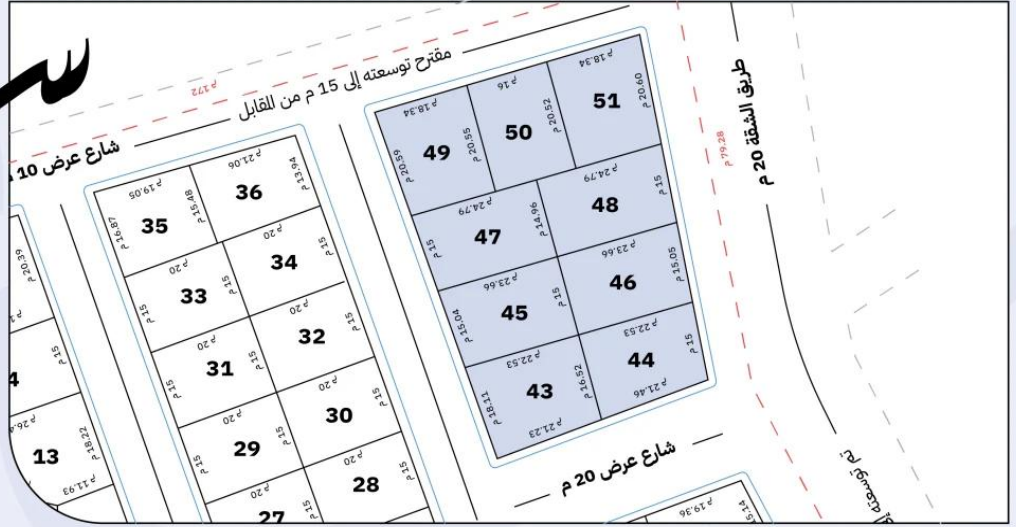 مقترح توسعته إلى 15 م من المقابل
172 م
شارع عرض 10
طريق الشقة 20 م
79.28 م
51
18.34 م
20.60 م
50
16 م
20.52 م
49
18.34 م
20.55 م
20.59 م
48
24.79 م
15 م
47
24.79 م
14.96 م
15 م
46
23.66 م
15.05 م
45
23.66 م
15 م
15.04 م
44
22.53 م
15 م
21.46 م
43
22.53 م
16.52 م
18.11 م
21.23 م
36
21.06 م
13.94 م
35
19.05 م
15.48 م
16.87 م
34
20 م
15 م
33
20 م
15 م
15 م
32
20 م
15 م
31
20 م
15 م
15 م
30
20 م
15 م
29
20 م
15 م
15 م
28
20 م
15 م
27
20 م
15 م
20.39 م
15 م
4
13
18.22 م
11.93 م
شارع عرض 20 م
19.36 م
15.14
تم توسعته